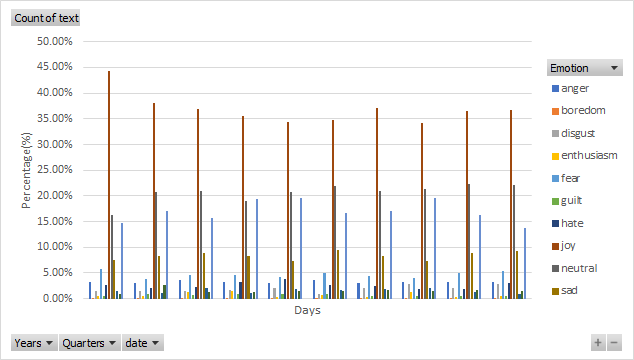 Count of text
50.00%
45.00%
40.00%
35.00%
30.00%
25.00%
20.00%
15.00%
10.00%
5.00%
0.00%
Percentage(%)
Days
Emotion
anger
boredom
disgust
enthusiasm
fear
guilt
hate
joy
neutral
sad
Years
Quarters
date
+ −